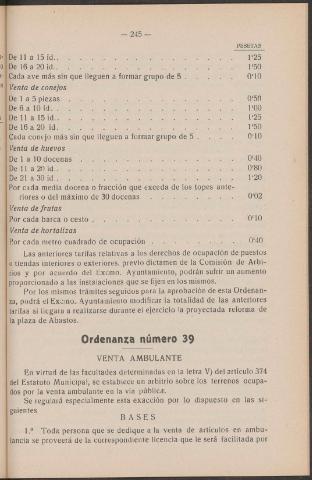 — 245 —
PESETAS
De 11 a 15 id. . . . . . . . . . . . 1'25
De 16 a 20 id. . . . . . . . . . . . 1'50
Cada ave más sin que lleguen a formar grupo de 5 . . . . 0'10
Venta de conejos
De 1 a 5 piezas . . . . . . . . . . . 0'50
De 6 a 10 id. . . . . . . . . . . . 1'00
De 11 a 15 id. . . . . . . . . . . . 1'25
De 16 a 20 id. . . . . . . . . . . . 1'50
Cada conejo más sin que lleguen a formar grupo de 5 . . . . 0'10
Venta de huevos
De 1 a 10 docenas . . . . . . . . . . 0'40
De 11 a 20 id. . . . . . . . . . . . 0'80
De 21 a 30 id. . . . . . . . . . . . 1'20
Por cada media docena o fracción que exceda de los topes ante-
riores o del máximo de 30 docenas . . . . . . 0'02
Venta de frutas
Por cada barca o cesto . . . . . . . . . 0'10
Venta de hortalizas
Por cada metro cuadrado de ocupación . . . . . . 0'40
Las anteriores tarifas relativas a los derechos de ocupación de puestos
o tiendas interiores o exteriores, previo dictamen de la Comisión de Arbi-
rios y por acuerdo del Excmo. Ayuntamiento, podrán sufrir un aumento
proporcionado a las instalaciones que se fijen en los mismos.
Por los mismos trámites seguidos para la aprobación de esta Ordenan-
za, podrá el Excmo. Ayuntamiento modificar la totalidad de las anteriores
tarifas si llegara a realizarse durante el ejercicio la proyectada reforma de
la plaza de Abastos.
Ordenanza número 39
VENTA AMBULANTE
En virtud de las facultades determinadas en la letra V) del artículo 374
del Estatuto Municipal, se establece un arbitrio sobre los terrenos ocupa-
dos por la venta ambulante en la vía pública.
Se regulará especialmente esta exacción por lo dispuesto en las si-
guientes
BASES
1.ª Toda persona que se dedique a la venta de artículos en ambu-
lancia se proveerá de la correspondiente licencia que le será facilitada por